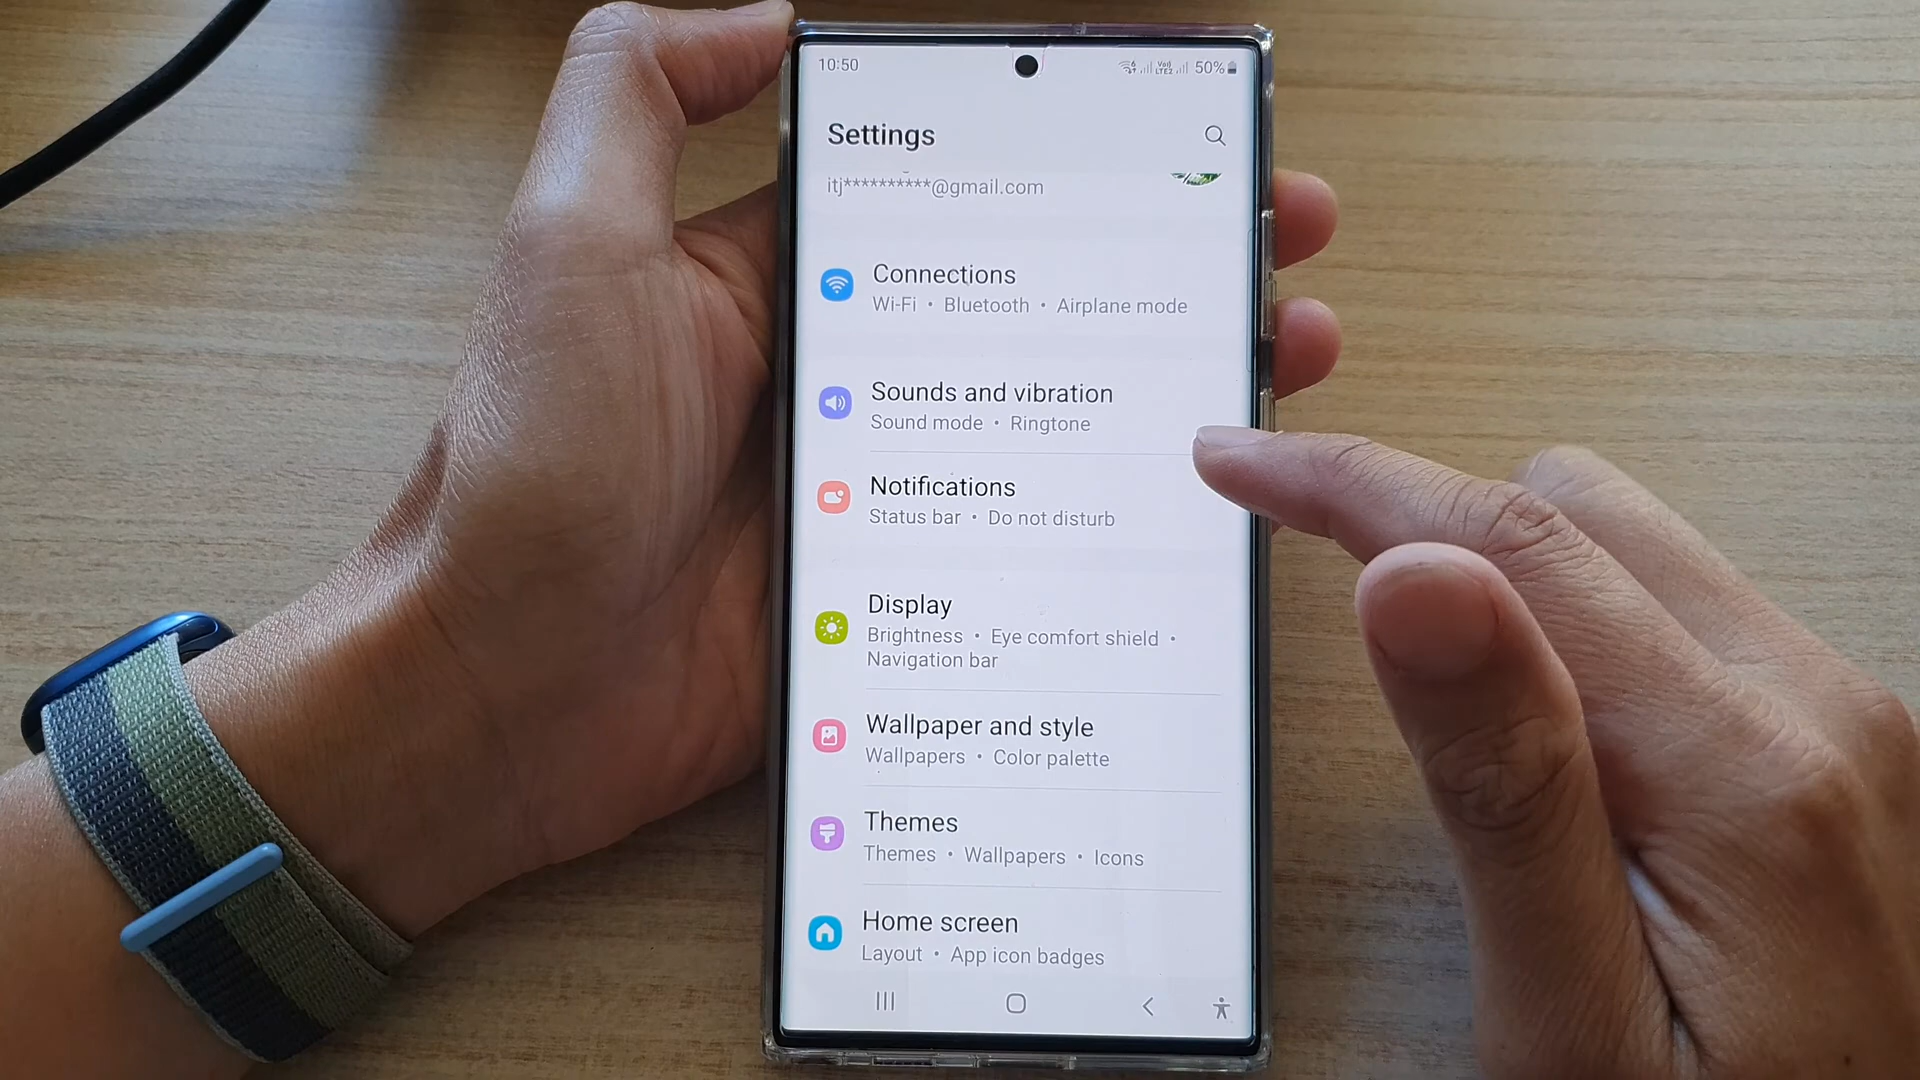 10:50
50%
Settings
itj**********@gmail.com
Connections
Wi-Fi • Bluetooth • Airplane mode
Sounds and vibration
Sound mode • Ringtone
Notifications
Status bar • Do not disturb
Display
Brightness • Eye comfort shield •
Navigation bar
Wallpaper and style
Wallpapers • Color palette
Themes
Themes • Wallpapers • Icons
Home screen
Layout • App icon badges